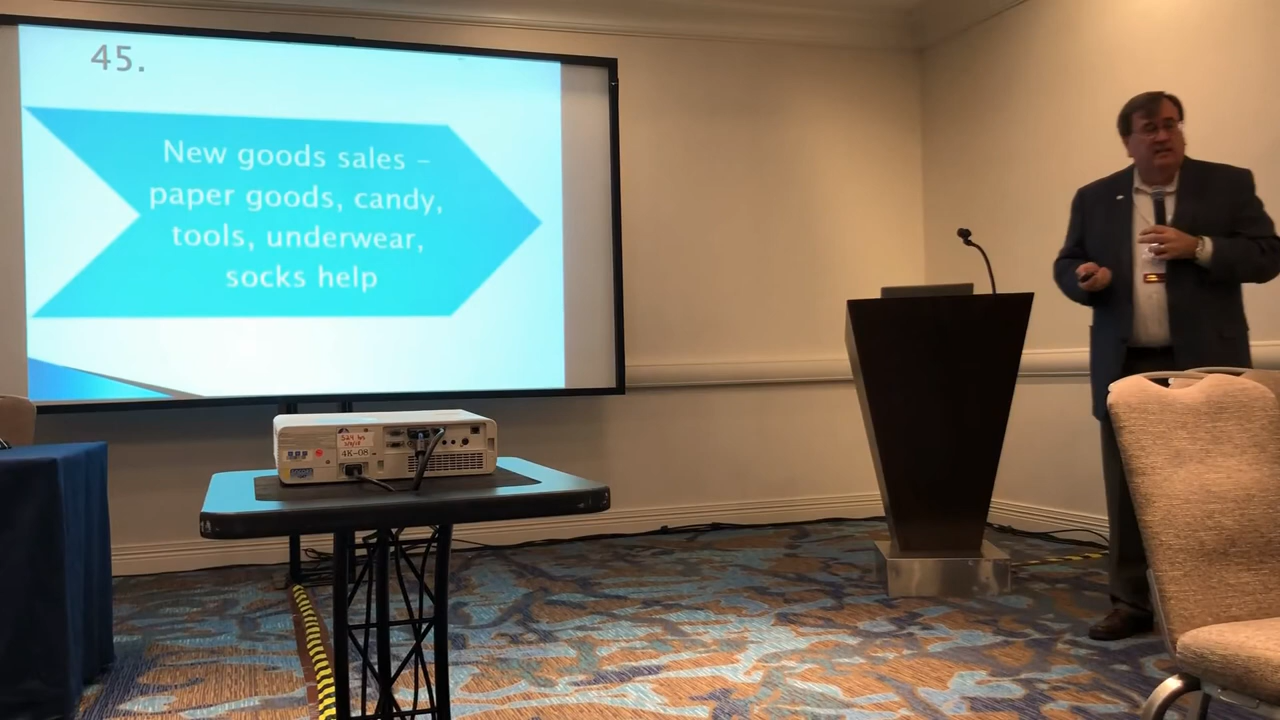 45.
New goods sales –
paper goods, candy,
tools, underwear,
socks help
4K-08